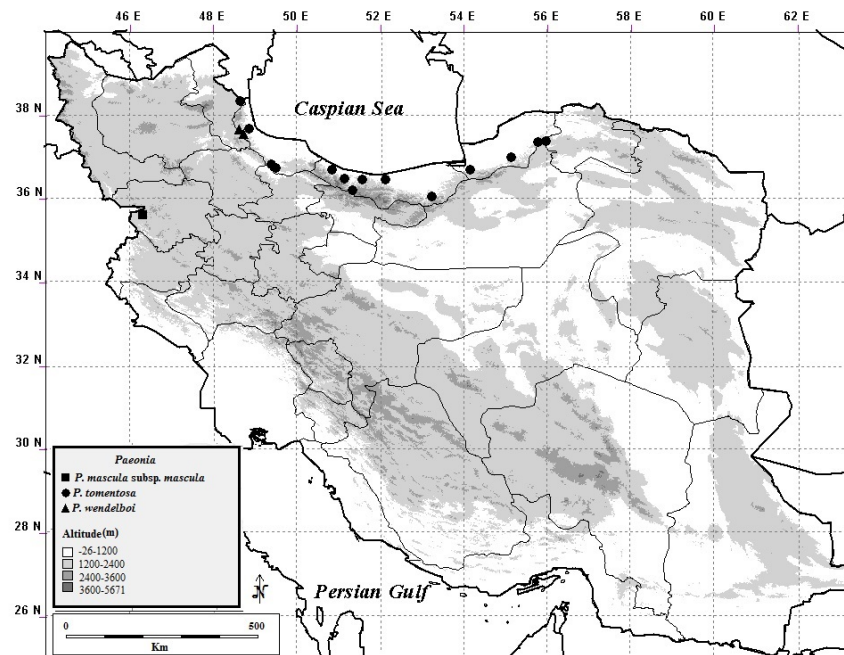 46 E 48 E 50 E 52 E 54 E 56 E 58 E 60 E 62 E
38 N
Caspian Sea
36 N
34 N
32 N
30 N
Paeonia
P. mascula subsp. mascula
P. tomentosa
P. wendelboi
Altitude(m)
-26-1200
1200-2400
2400-3600
3600-5671
28 N
Persian Gulf
N
26 N
0 500
Km